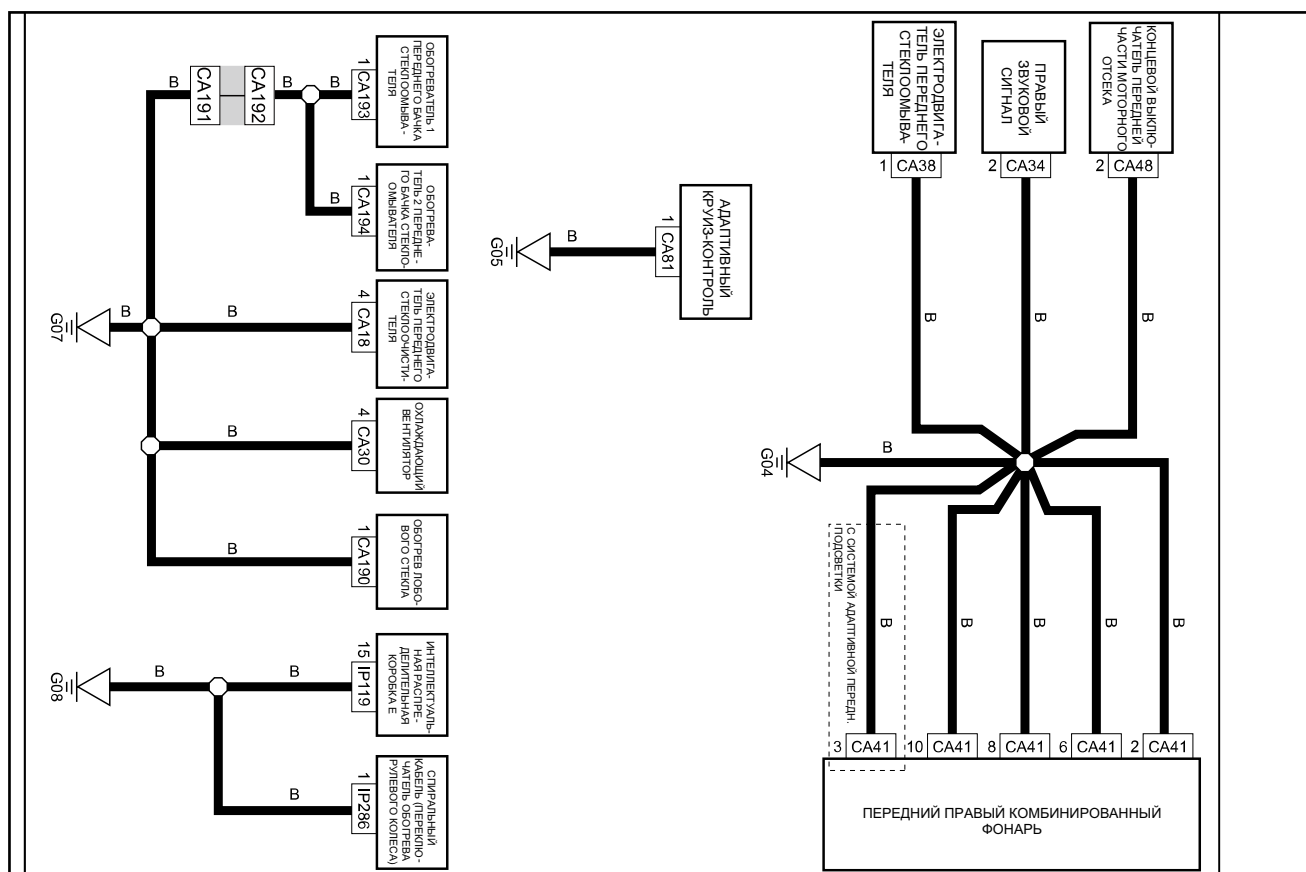 ОБОГРЕВАТЕЛЬ 1
ПЕРЕДНЕГО БАЧКА
СТЕКЛООМЫВА -
ТЕЛЯ
1
CA193
B
B
CA192
CA191
B
B
ОБОГРЕВА-
ТЕЛЬ 2 ПЕРЕДНЕ -
ГО БАЧКА СТЕКЛО-
ОМЫВАТЕЛЯ
1
CA194
ЭЛЕКТРОДВИГА-
ТЕЛЬ ПЕРЕДНЕГО
СТЕКЛООЧИСТИ-
ТЕЛЯ
4
CA18
B
B
G07
ОХЛАЖДАЮЩИЙ
ВЕНТИЛЯТОР
4
CA30
B
ОБОГРЕВ ЛОБО-
ВОГО СТЕКЛА
1
CA190
B
ИНТЕЛЛЕКТУАЛЬ-
НАЯ РАСПРЕ-
ДЕЛИТЕЛЬНАЯ
КОРОБКА E
15
IP119
B
B
G08
СПИРАЛЬНЫЙ
КАБЕЛЬ (ПЕРЕКЛЮ -
ЧАТЕЛЬ ОБОГРЕВА
РУЛЕВОГО КОЛЕСА)
1
IP286
B
АДАПТИВНЫЙ
КРУИЗ-КОНТРОЛЬ
1
CA81
B
G05
ЭЛЕКТРОДВИГА-
ТЕЛЬ ПЕРЕДНЕГО
СТЕКЛООМЫВА-
ТЕЛЯ
1 CA38
B
ПРАВЫЙ
ЗВУКОВОЙ
СИГНАЛ
2 CA34
B
КОНЦЕВОЙ ВЫКЛЮ-
ЧАТЕЛЬ ПЕРЕДНЕЙ
ЧАСТИ МОТОРНОГО
ОТСЕКА
2 CA48
B
B
G04
С СИСТЕМОЙ АДАПТИВНОЙ ПЕРЕДН.
ПОДСВЕТКИ
B B B B B
3 CA41 10 CA41 8 CA41 6 CA41 2 CA41
ПЕРЕДНИЙ ПРАВЫЙ КОМБИНИРОВАННЫЙ
ФОНАРЬ